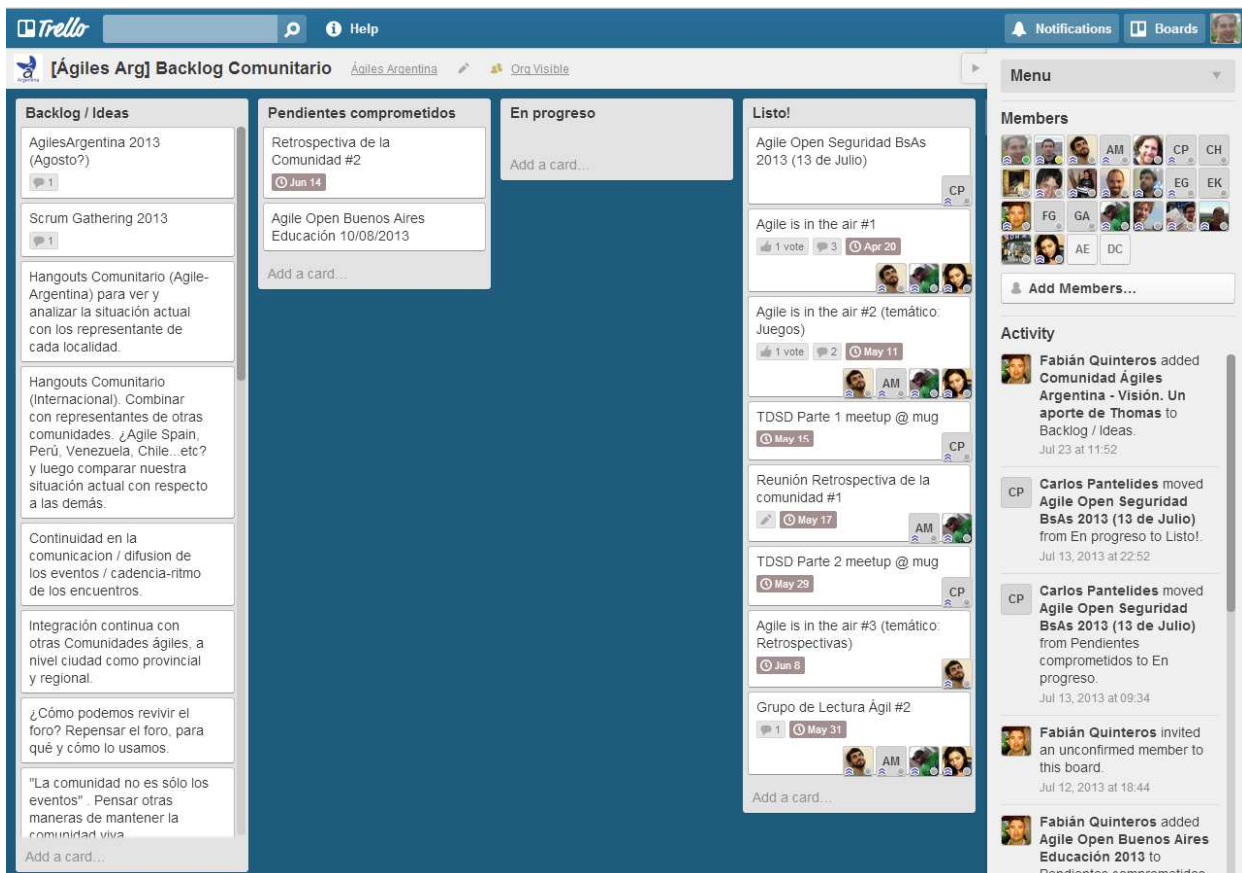 Trello
Help
Notifications
Boards
[Ágiles Arg] Backlog Comunitario
Ágiles Argentina
Org Visible
Backlog / Ideas
AgilesArgentina 2013
(Agosto?)
1
Scrum Gathering 2013
1
Hangouts Comunitario (Agile-
Argentina) para ver y
analizar la situación actual
con los representante de
cada localidad.
Hangouts Comunitario
(Internacional). Combinar
con representantes de otras
comunidades. ¿Agile Spain,
Perú, Venezuela, Chile...etc?
y luego comparar nuestra
situación actual con respecto
a las demás.
Continuidad en la
comunicacion / difusion de
los eventos / cadencia-ritmo
de los encuentros.
Integración continua con
otras Comunidades ágiles, a
nivel ciudad como provincial
y regional.
¿Cómo podemos revivir el
foro? Repensar el foro, para
qué y cómo lo usamos.
"La comunidad no es sólo los
eventos" . Pensar otras
maneras de mantener la
comunidad viva
Add a card...
Pendientes comprometidos
Retrospectiva de la
Comunidad #2
Jun 14
Agile Open Buenos Aires
Educación 10/08/2013
Add a card...
En progreso
Add a card...
Listo!
Agile Open Seguridad BsAs
2013 (13 de Julio)
CP
Agile is in the air #1
1 vote 3 Apr 20
Agile is in the air #2 (temático:
Juegos)
1 vote 2 May 11
AM
TDSD Parte 1 meetup @ mug
May 15
CP
Reunión Retrospectiva de la
comunidad #1
May 17
AM
TDSD Parte 2 meetup @ mug
May 29
CP
Agile is in the air #3 (temático:
Retrospectivas)
Jun 8
Grupo de Lectura Ágil #2
1 May 31
AM
Add a card...
Menu
Members
AM CP CH
EG EK
FG GA
AE DC
Add Members...
Activity
Fabián Quinteros added
Comunidad Ágiles
Argentina - Visión. Un
aporte de Thomas to
Backlog / Ideas.
Jul 23 at 11:52
CP
Carlos Pantelides moved
Agile Open Seguridad
BsAs 2013 (13 de Julio)
from En progreso to Listo!.
Jul 13, 2013 at 22:52
CP
Carlos Pantelides moved
Agile Open Seguridad
BsAs 2013 (13 de Julio)
from Pendientes
comprometidos to En
progreso.
Jul 13, 2013 at 09:34
Fabián Quinteros invited
an unconfirmed member to
this board.
Jul 12, 2013 at 18:44
Fabián Quinteros added
Agile Open Buenos Aires
Educación 2013 to
Pendientes comprometidos